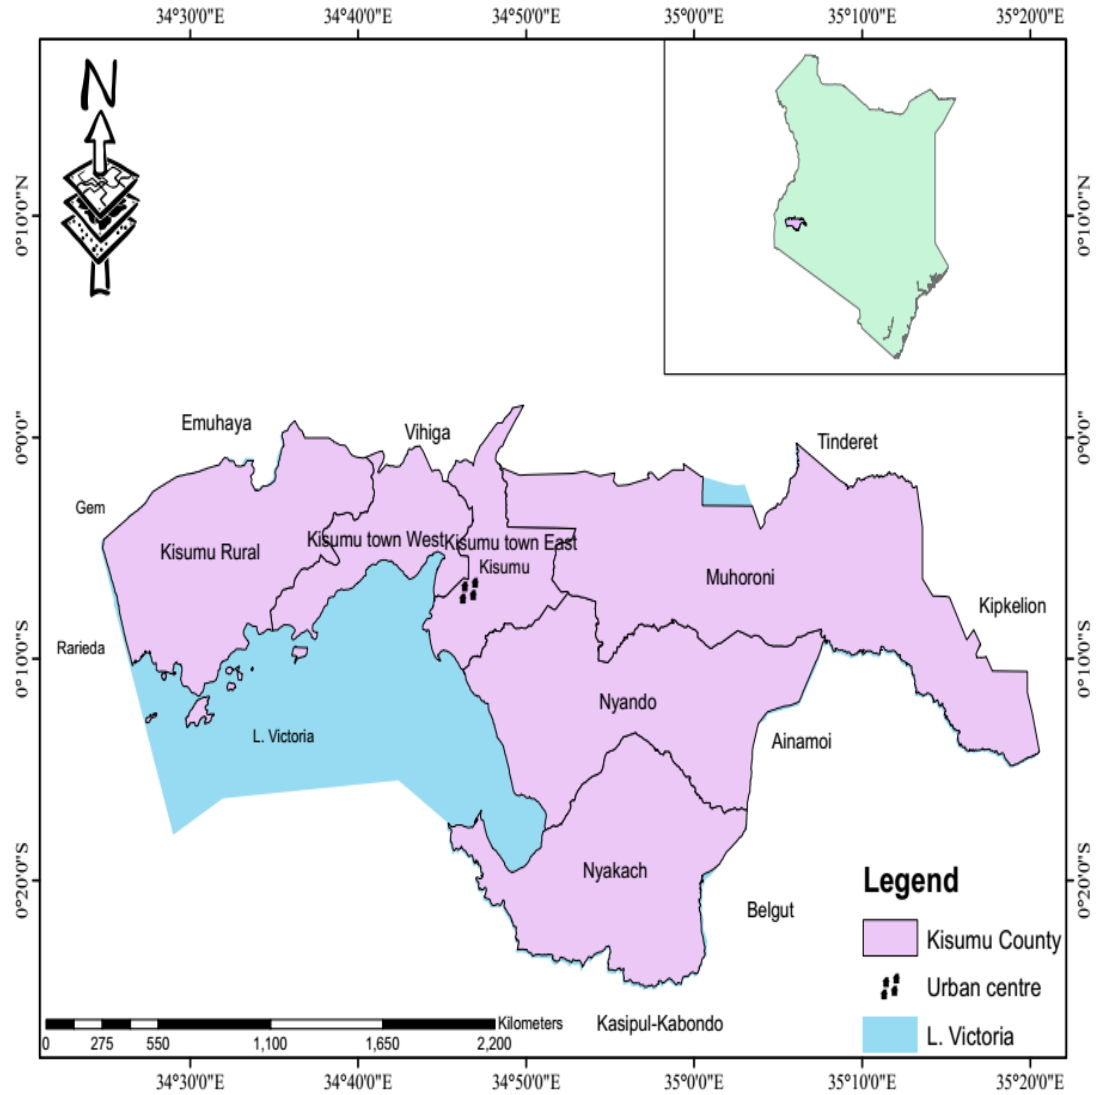 34°30'0"E 34°40'0"E 34°50'0"E 35°0'0"E 35°10'0"E 35°20'0"E
N
0°10'0"N 0°10'0"N
Emuhaya
Vihiga
0°0'0" 0°0'0"
Tinderet
Gem
Kisumu town West Kisumu town East
Kisumu Rural
Kisumu
Muhoroni
Kipkelion
Rarieda
0°10'0"S 0°10'0"S
Nyando
L. Victoria
Ainamoi
Nyakach
0°20'0"S 0°20'0"S
Belgut
Legend
Kisumu County
Urban centre
L. Victoria
Kilometers
Kasipul-Kabondo
0 275 550 1,100 1,650 2,200
34°30'0"E 34°40'0"E 34°50'0"E 35°0'0"E 35°10'0"E 35°20'0"E